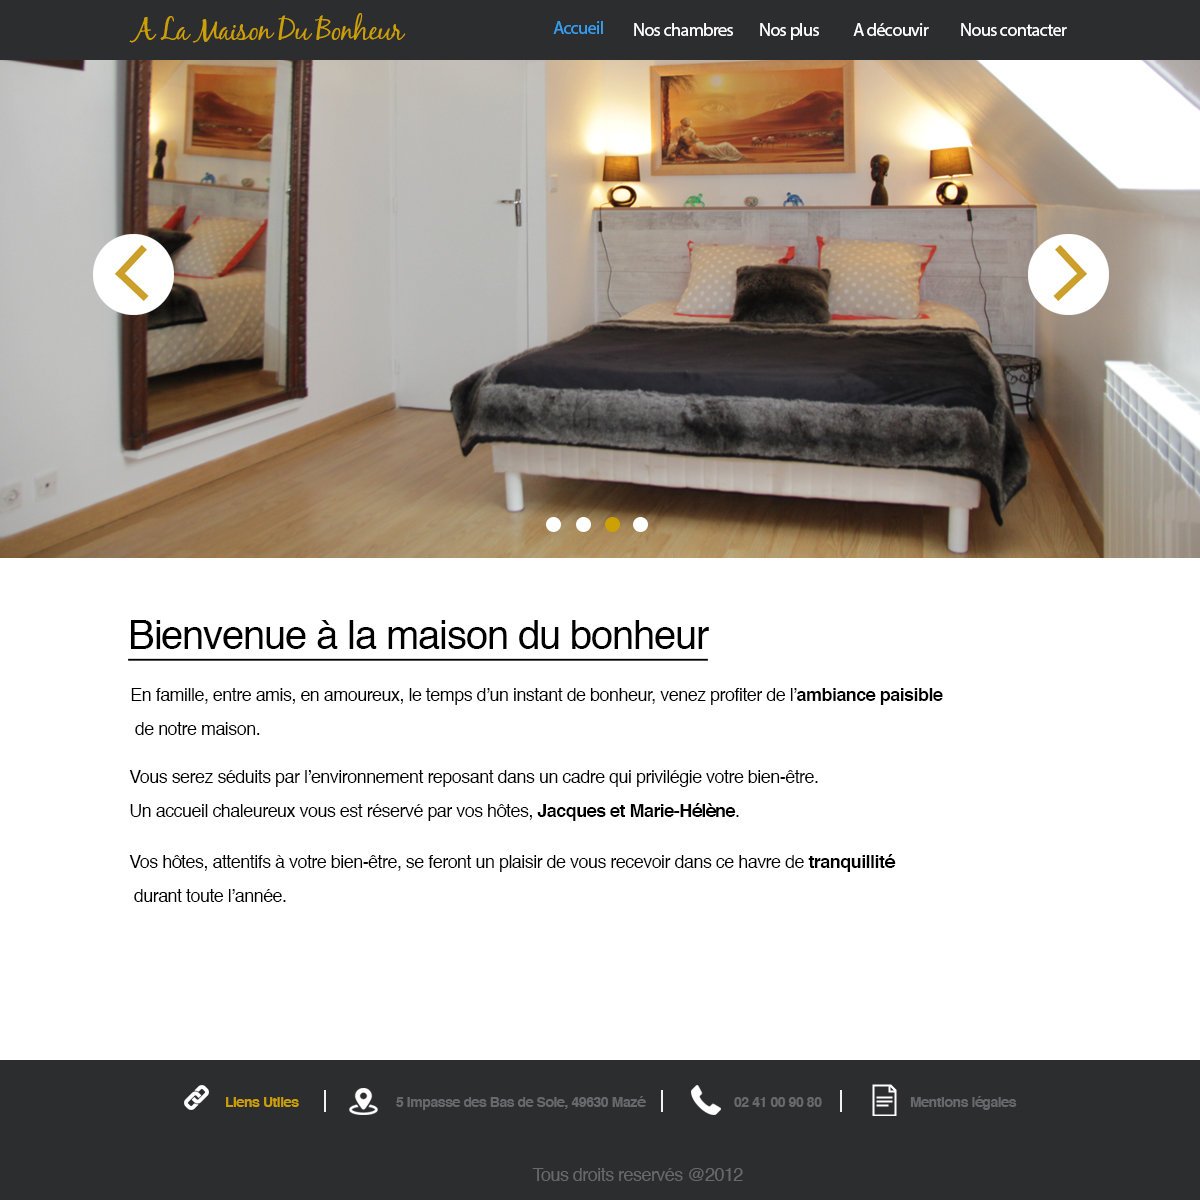 A La Maison Du Bonheur
Accueil Nos chambres Nos plus A découvir Nous contacter
Bienvenue à la maison du bonheur
En famille, entre amis, en amoureux, le temps d’un instant de bonheur, venez profiter de l’ambiance paisible
de notre maison.
Vous serez séduits par l’environnement reposant dans un cadre qui privilégie votre bien-être.
Un accueil chaleureux vous est réservé par vos hôtes, Jacques et Marie-Hélène.
Vos hôtes, attentifs à votre bien-être, se feront un plaisir de vous recevoir dans ce havre de tranquillité
durant toute l’année.
Liens Utiles | 5 Impasse des Bas de Soie, 49630 Mazé | 02 41 00 90 80 | Mentions légales
Tous droits reservés @2012